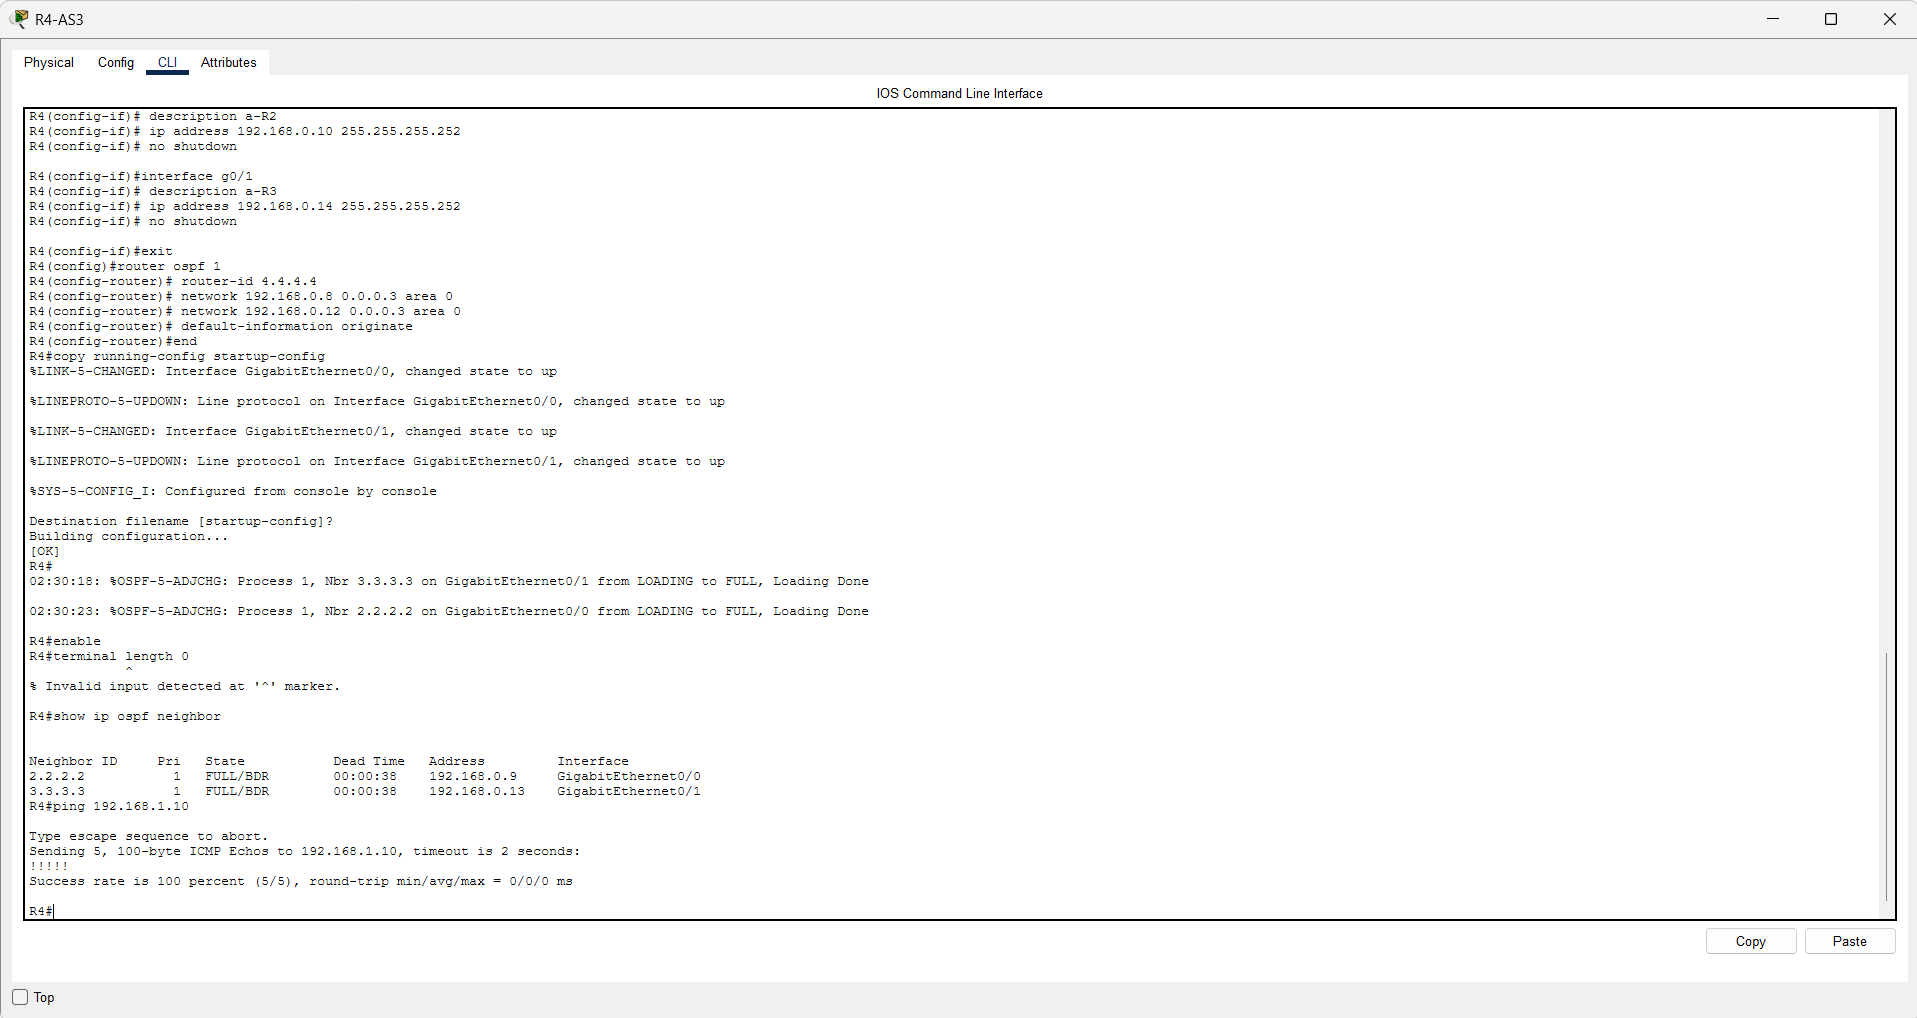 R4-AS3
Physical Config CLI Attributes
IOS Command Line Interface
R4(config-if)# description a-R2
R4(config-if)# ip address 192.168.0.10 255.255.255.252
R4(config-if)# no shutdown
R4(config-if)#interface g0/1
R4(config-if)# description a-R3
R4(config-if)# ip address 192.168.0.14 255.255.255.252
R4(config-if)# no shutdown
R4(config-if)#exit
R4(config)#router ospf 1
R4(config-router)# router-id 4.4.4.4
R4(config-router)# network 192.168.0.8 0.0.0.3 area 0
R4(config-router)# network 192.168.0.12 0.0.0.3 area 0
R4(config-router)# default-information originate
R4(config-router)#end
R4#copy running-config startup-config
%LINK-5-CHANGED: Interface GigabitEthernet0/0, changed state to up
%LINEPROTO-5-UPDOWN: Line protocol on Interface GigabitEthernet0/0, changed state to up
%LINK-5-CHANGED: Interface GigabitEthernet0/1, changed state to up
%LINEPROTO-5-UPDOWN: Line protocol on Interface GigabitEthernet0/1, changed state to up
%SYS-5-CONFIG_I: Configured from console by console
Destination filename [startup-config]?
Building configuration...
[OK]
R4#
02:30:18: %OSPF-5-ADJCHG: Process 1, Nbr 3.3.3.3 on GigabitEthernet0/1 from LOADING to FULL, Loading Done
02:30:23: %OSPF-5-ADJCHG: Process 1, Nbr 2.2.2.2 on GigabitEthernet0/0 from LOADING to FULL, Loading Done
R4#enable
R4#terminal length 0
^
% Invalid input detected at '^' marker.
R4#show ip ospf neighbor
Neighbor ID Pri State Dead Time Address Interface
2.2.2.2 1 FULL/BDR 00:00:38 192.168.0.9 GigabitEthernet0/0
3.3.3.3 1 FULL/BDR 00:00:38 192.168.0.13 GigabitEthernet0/1
R4#ping 192.168.1.10
Type escape sequence to abort.
Sending 5, 100-byte ICMP Echos to 192.168.1.10, timeout is 2 seconds:
!!!!!
Success rate is 100 percent (5/5), round-trip min/avg/max = 0/0/0 ms
R4#
Copy Paste
Top